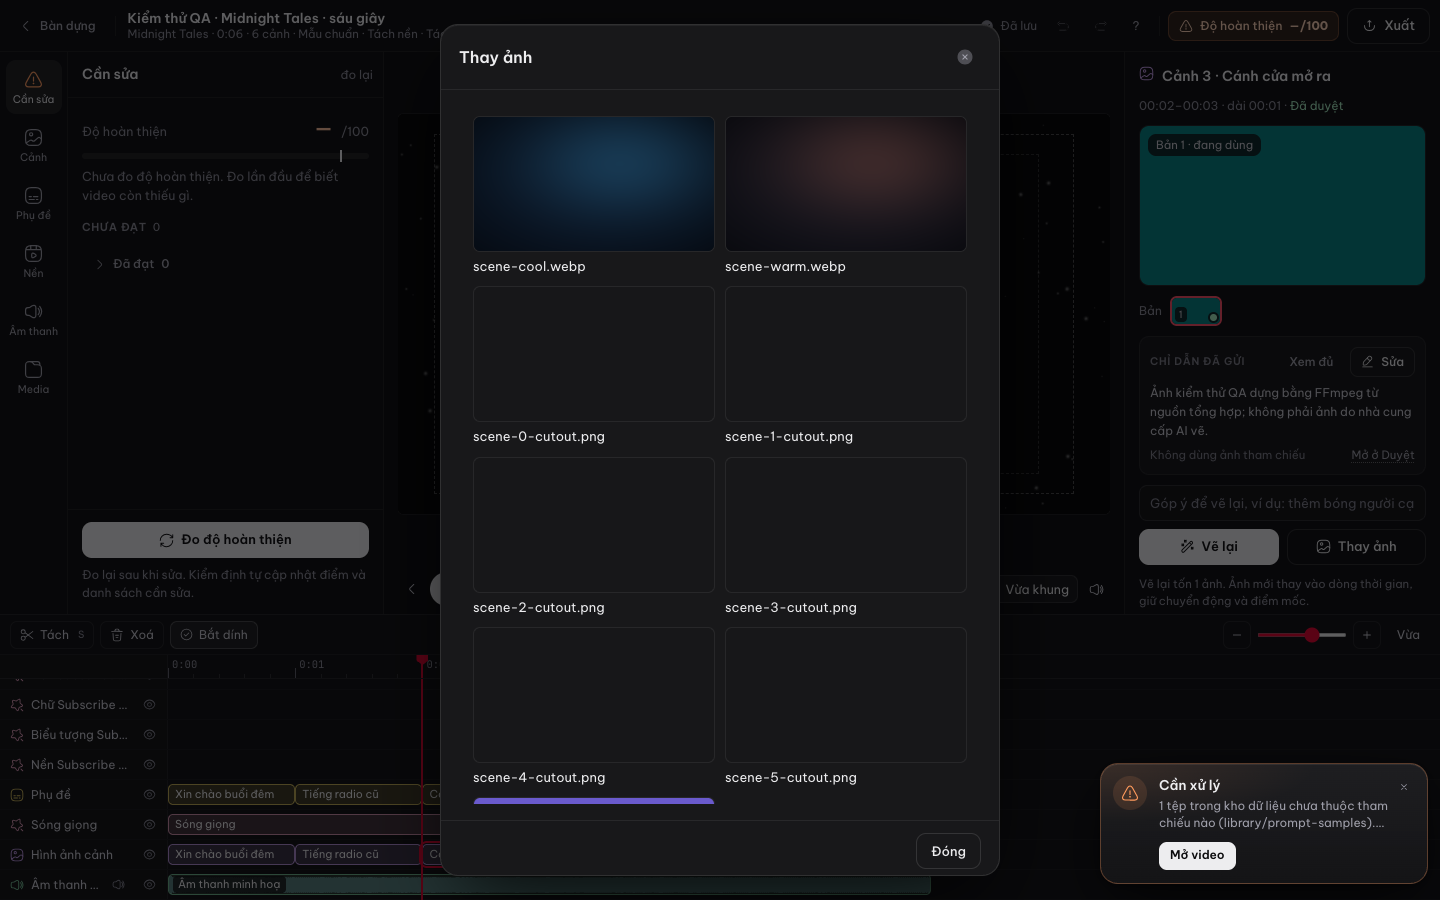 Bàn dựng
Kiểm thử QA · Midnight Tales · sáu giây
Midnight Tales · 0:06 · 6 cảnh · Mẫu chuẩn · Tách nền ·
Đã lưu
?
Độ hoàn thiện —/100
Xuất
Cần sửa
Cảnh
Phụ đề
Nền
Âm thanh
Media
Cần sửa
đo lại
Độ hoàn thiện
— /100
Chưa đo độ hoàn thiện. Đo lần đầu để biết
video còn thiếu gì.
CHƯA ĐẠT 0
Đã đạt 0
Đo độ hoàn thiện
Đo lại sau khi sửa. Kiểm định tự cập nhật điểm và
danh sách cần sửa.
Thay ảnh
scene-cool.webp
scene-warm.webp
scene-0-cutout.png
scene-1-cutout.png
scene-2-cutout.png
scene-3-cutout.png
scene-4-cutout.png
scene-5-cutout.png
Đóng
Vừa khung
Cảnh 3 · Cánh cửa mở ra
00:02–00:03 · dài 00:01 · Đã duyệt
Bản 1 · đang dùng
Bản
1
CHỈ DẪN ĐÃ GỬI
Xem đủ
Sửa
Ảnh kiểm thử QA dựng bằng FFmpeg từ
nguồn tổng hợp; không phải ảnh do nhà cung
cấp AI vẽ.
Không dùng ảnh tham chiếu
Mở ở Duyệt
Góp ý để vẽ lại, ví dụ: thêm bóng người cạ
Vẽ lại
Thay ảnh
Vẽ lại tốn 1 ảnh. Ảnh mới thay vào dòng thời gian,
giữ chuyển động và điểm mốc.
Tách S
Xoá
Bắt dính
Vừa
0:00
0:01
Chữ Subscribe ...
Biểu tượng Sub...
Nền Subscribe ...
Phụ đề
Xin chào buổi đêm
Tiếng radio cũ
Sóng giọng
Sóng giọng
Hình ảnh cảnh
Xin chào buổi đêm
Tiếng radio cũ
Âm thanh ...
Âm thanh minh hoạ
Cần xử lý
1 tệp trong kho dữ liệu chưa thuộc tham
chiếu nào (library/prompt-samples)....
Mở video